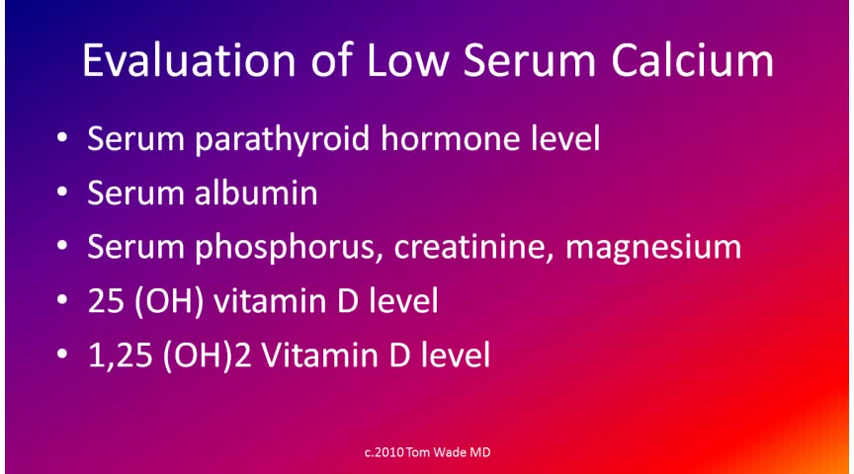 Evaluation of Low Serum Calcium
• Serum parathyroid hormone level
• Serum albumin
• Serum phosphorus, creatinine, magnesium
• 25 (OH) vitamin D level
• 1,25 (OH)2 Vitamin D level
c.2010 Tom Wade MD